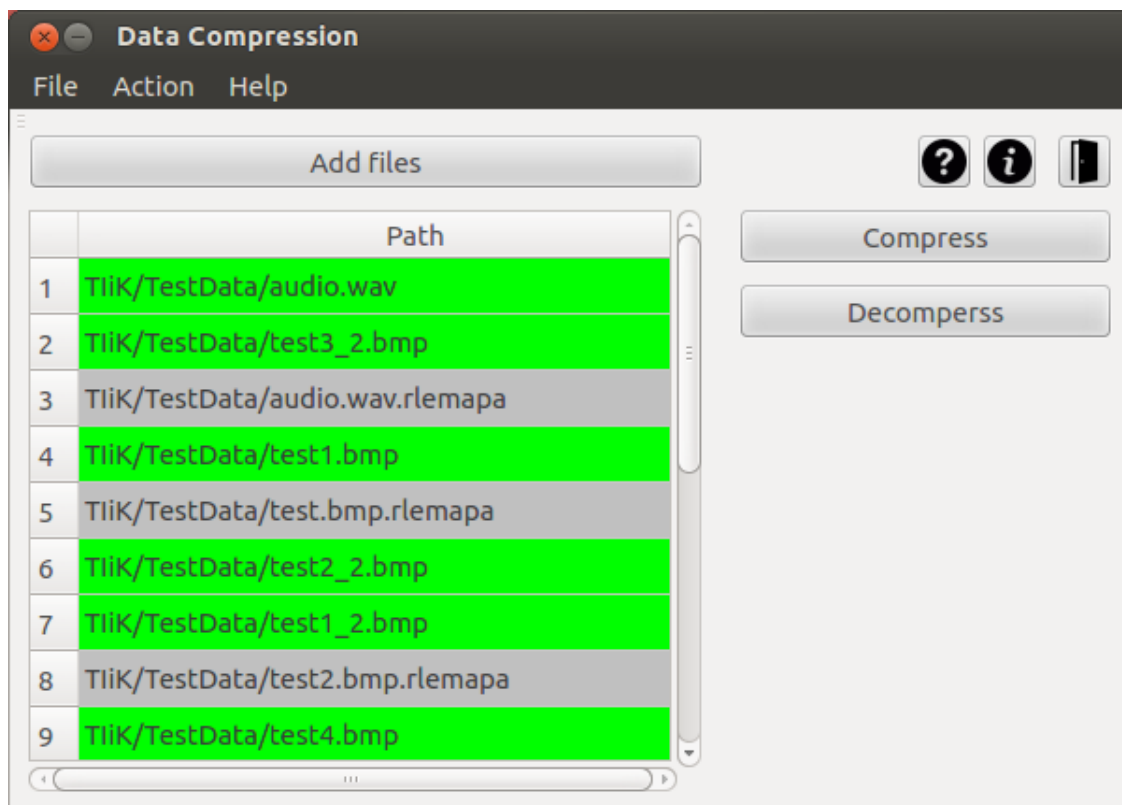 Data Compression
File Action Help
Add files
Path
Compress
Decomperss
1 TIiK/TestData/audio.wav
2 TIiK/TestData/test3_2.bmp
3 TIiK/TestData/audio.wav.rlemapa
4 TIiK/TestData/test1.bmp
5 TIiK/TestData/test.bmp.rlemapa
6 TIiK/TestData/test2_2.bmp
7 TIiK/TestData/test1_2.bmp
8 TIiK/TestData/test2.bmp.rlemapa
9 TIiK/TestData/test4.bmp